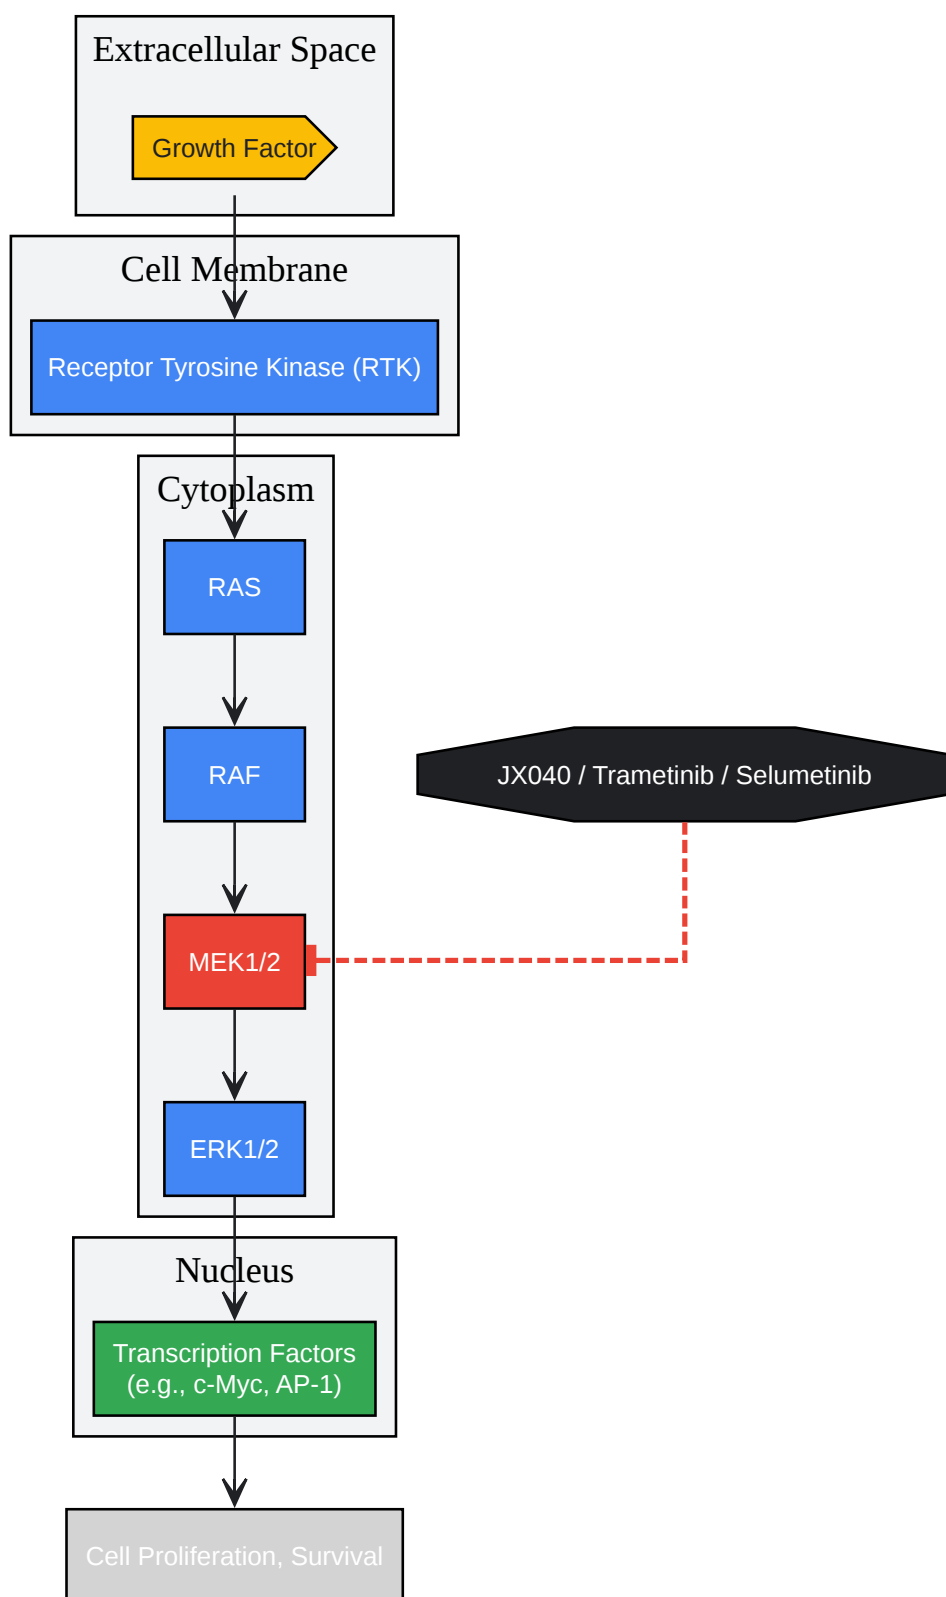 Extracellular Space
Growth Factor
Cell Membrane
Receptor Tyrosine Kinase (RTK)
Cytoplasm
RAS
RAF
JX040 / Trametinib / Selumetinib
MEK1/2
ERK1/2
Nucleus
Transcription Factors
(e.g., c-Myc, AP-1)
Cell Proliferation, Survival